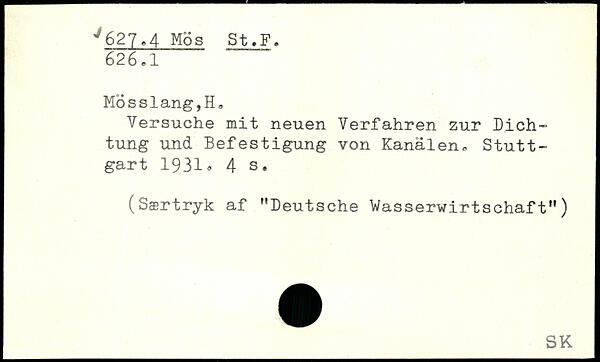 627.4 Mös St.F.
626.1
Mösslang,H.
Versuche mit neuen Verfahren zur Dich-
tung und Befestigung von Kanälen. Stutt-
gart 1931. 4 s.
(Særtryk af "Deutsche Wasserwirtschaft")
SK